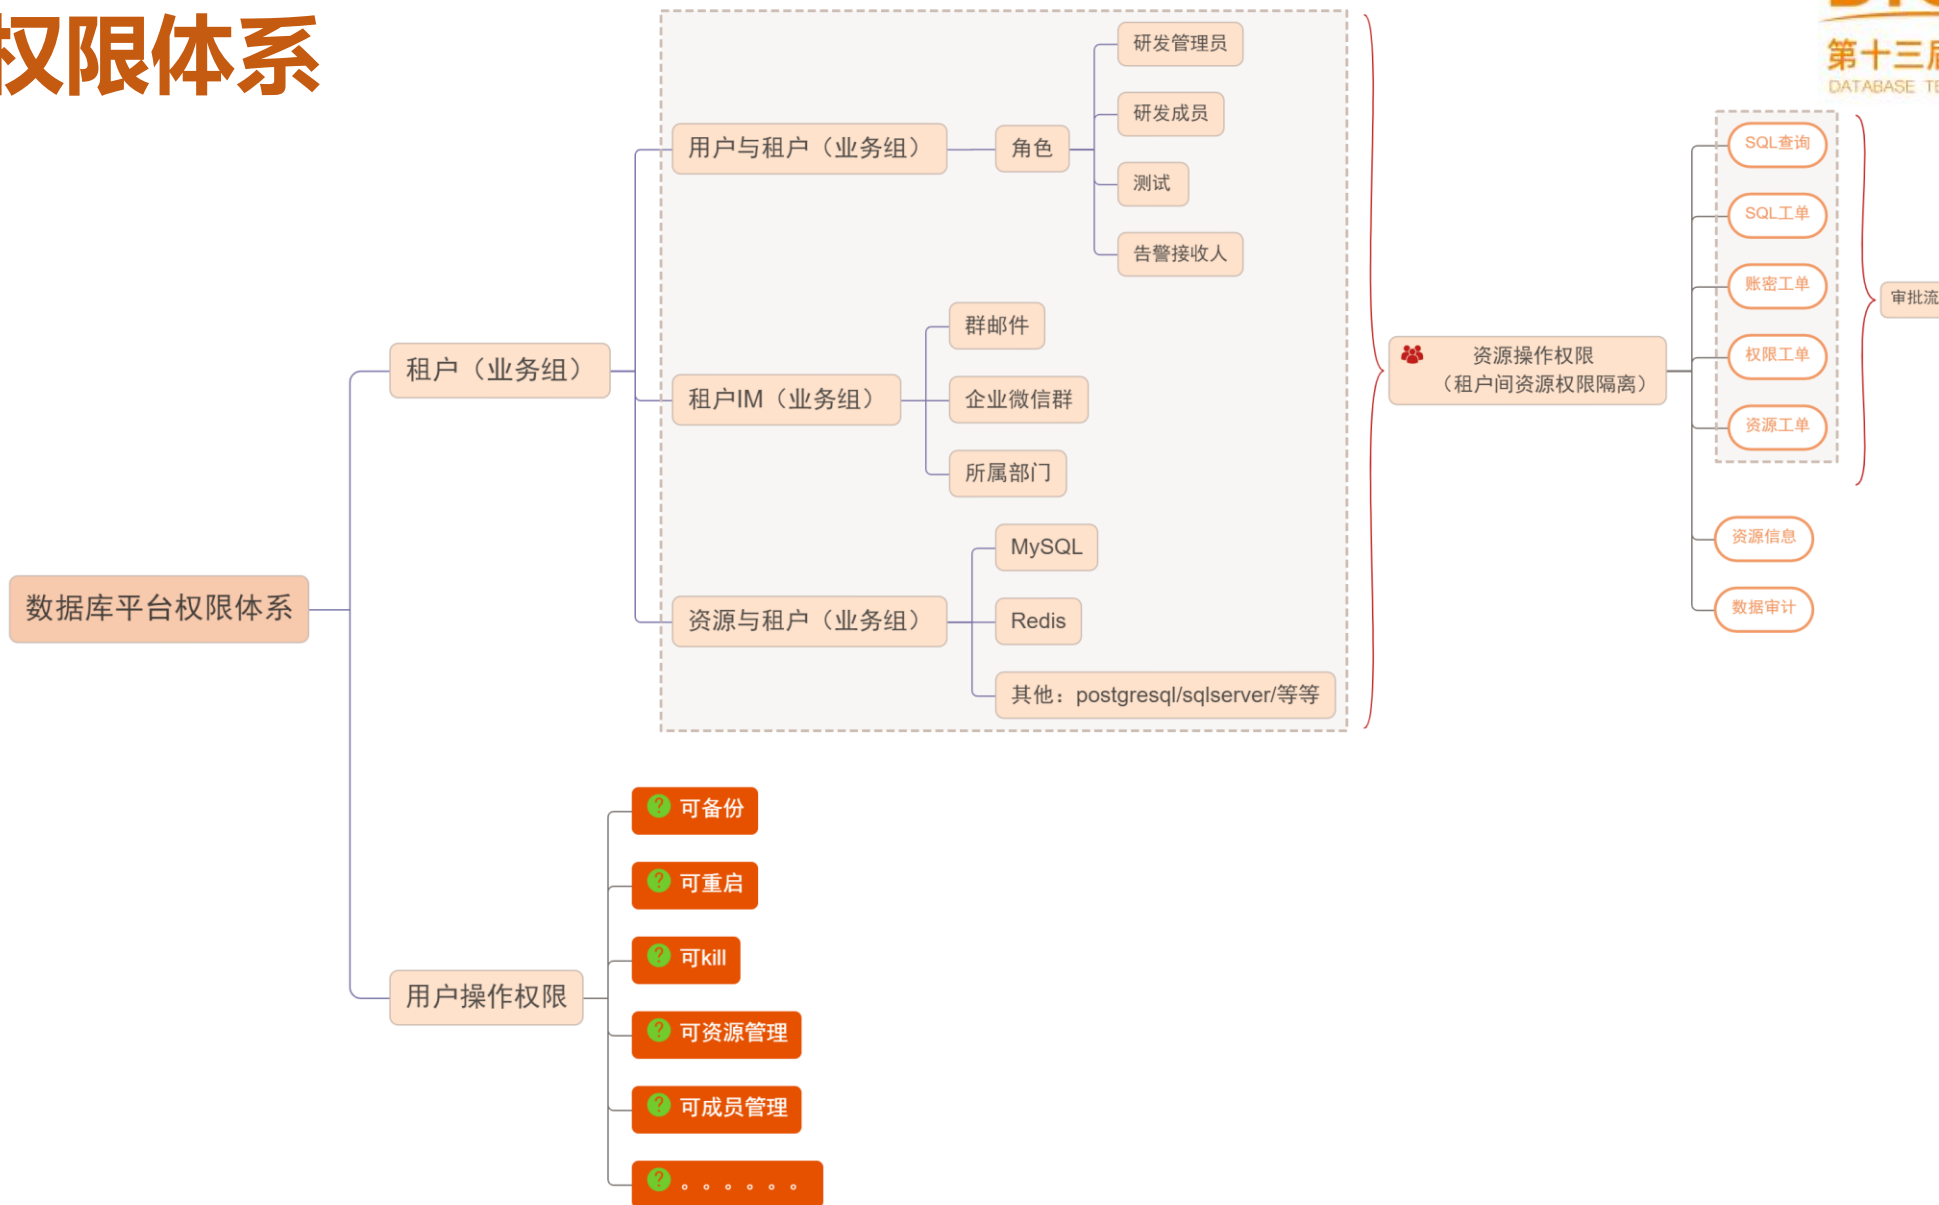 权限体系
第十三届
DATABASE TE
数据库平台权限体系
租户（业务组）
用户与租户（业务组）
角色
研发管理员
研发成员
测试
告警接收人
租户IM（业务组）
群邮件
企业微信群
所属部门
资源与租户（业务组）
MySQL
Redis
其他：postgresql/sqlserver/等等
资源操作权限
（租户间资源权限隔离）
SQL查询
SQL工单
账密工单
权限工单
资源工单
审批流
资源信息
数据审计
用户操作权限
? 可备份
? 可重启
? 可kill
? 可资源管理
? 可成员管理
? 。。。。。。